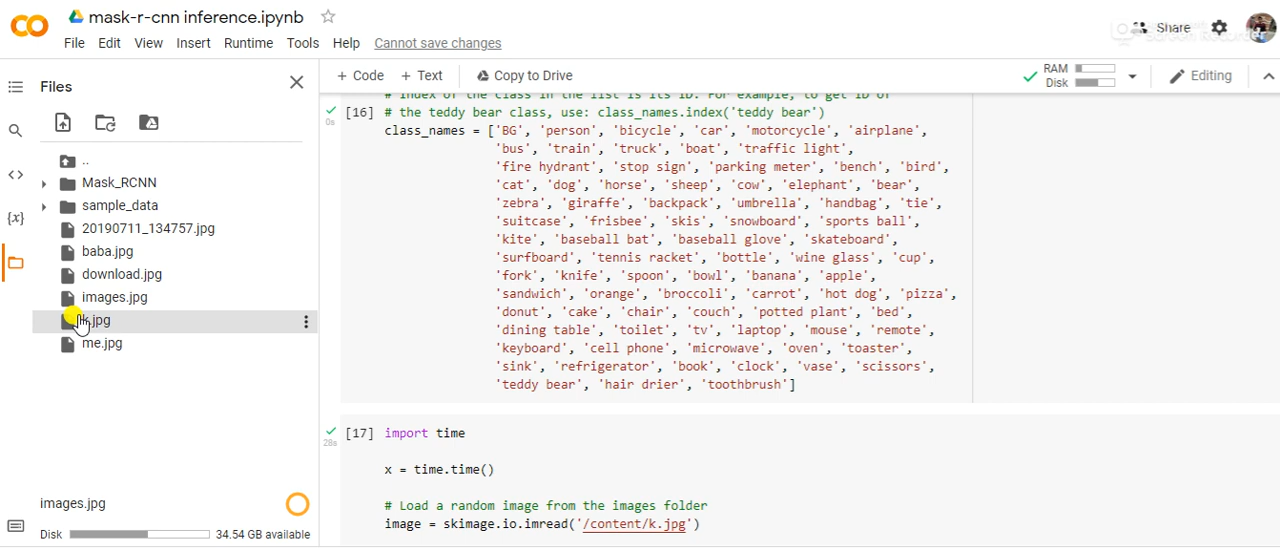 mask-r-cnn inference.ipynb
File Edit View Insert Runtime Tools Help Cannot save changes
Share
Files
+ Code + Text Copy to Drive
RAM
Disk
Editing
..
Mask_RCNN
sample_data
20190711_134757.jpg
baba.jpg
download.jpg
images.jpg
k.jpg
me.jpg
images.jpg
Disk 34.54 GB available
# Index of the class in the list is its ID. For example, to get ID of
[16] # the teddy bear class, use: class_names.index('teddy bear')
0s
class_names = ['BG', 'person', 'bicycle', 'car', 'motorcycle', 'airplane',
'bus', 'train', 'truck', 'boat', 'traffic light',
'fire hydrant', 'stop sign', 'parking meter', 'bench', 'bird',
'cat', 'dog', 'horse', 'sheep', 'cow', 'elephant', 'bear',
'zebra', 'giraffe', 'backpack', 'umbrella', 'handbag', 'tie',
'suitcase', 'frisbee', 'skis', 'snowboard', 'sports ball',
'kite', 'baseball bat', 'baseball glove', 'skateboard',
'surfboard', 'tennis racket', 'bottle', 'wine glass', 'cup',
'fork', 'knife', 'spoon', 'bowl', 'banana', 'apple',
'sandwich', 'orange', 'broccoli', 'carrot', 'hot dog', 'pizza',
'donut', 'cake', 'chair', 'couch', 'potted plant', 'bed',
'dining table', 'toilet', 'tv', 'laptop', 'mouse', 'remote',
'keyboard', 'cell phone', 'microwave', 'oven', 'toaster',
'sink', 'refrigerator', 'book', 'clock', 'vase', 'scissors',
'teddy bear', 'hair drier', 'toothbrush']
[17] import time
28s
x = time.time()
# Load a random image from the images folder
image = skimage.io.imread('/content/k.jpg')